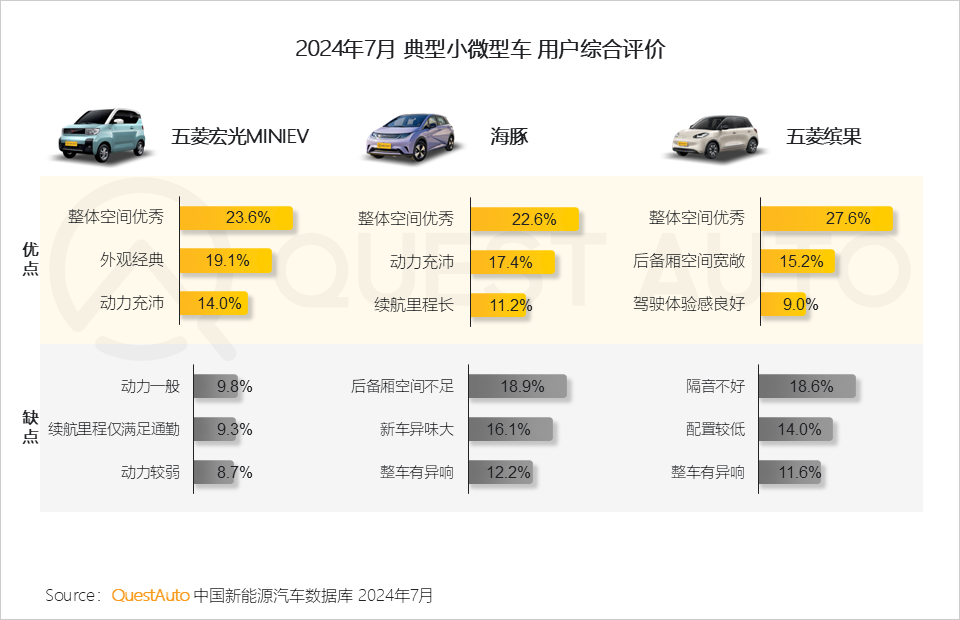 2024年7月 典型小微型车 用户综合评价
五菱宏光MINIEV
海豚
五菱缤果
优点
整体空间优秀 23.6%
外观经典 19.1%
动力充沛 14.0%
整体空间优秀 22.6%
动力充沛 17.4%
续航里程长 11.2%
整体空间优秀 27.6%
后备厢空间宽敞 15.2%
驾驶体验感良好 9.0%
缺点
动力一般 9.8%
续航里程仅满足通勤 9.3%
动力较弱 8.7%
后备厢空间不足 18.9%
新车异味大 16.1%
整车有异响 12.2%
隔音不好 18.6%
配置较低 14.0%
整车有异响 11.6%
QUEST AUTO
Source：QuestAuto 中国新能源汽车数据库 2024年7月